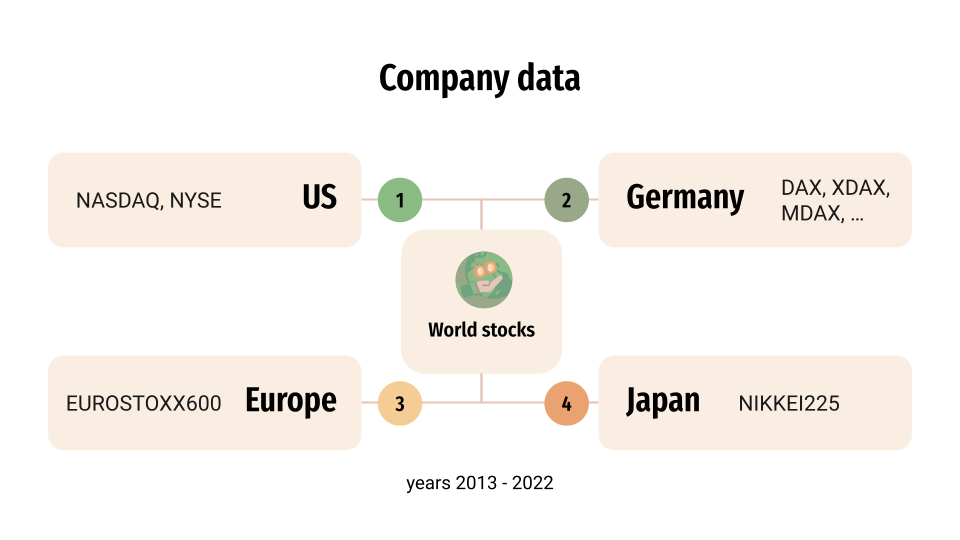 Company data
NASDAQ, NYSE
US
1
2
Germany
DAX, XDAX,
MDAX, ...
World stocks
EUROSTOXX600
Europe
3
4
Japan
NIKKEI225
years 2013 - 2022